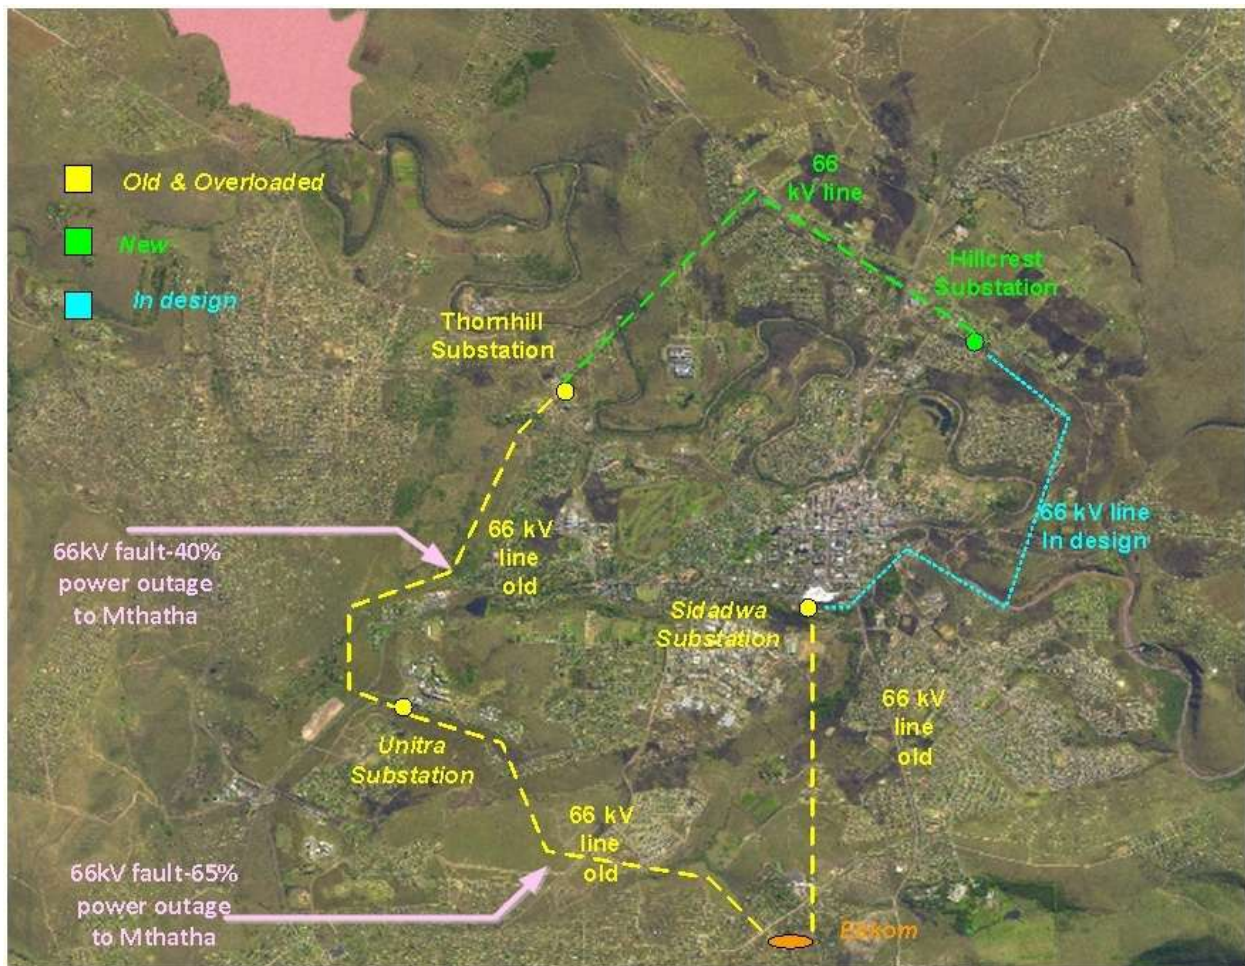 Old & Overloaded
New
In design
66
kV line
Hillcrest
Substation
Thornhill
Substation
66 kV
line
old
66 kV line
In design
66kV fault-40%
power outage
to Mthatha
Sidadwa
Substation
66 kV
line
old
Unitra
Substation
66 kV
line
old
66kV fault-65%
power outage
to Mthatha
Eskom